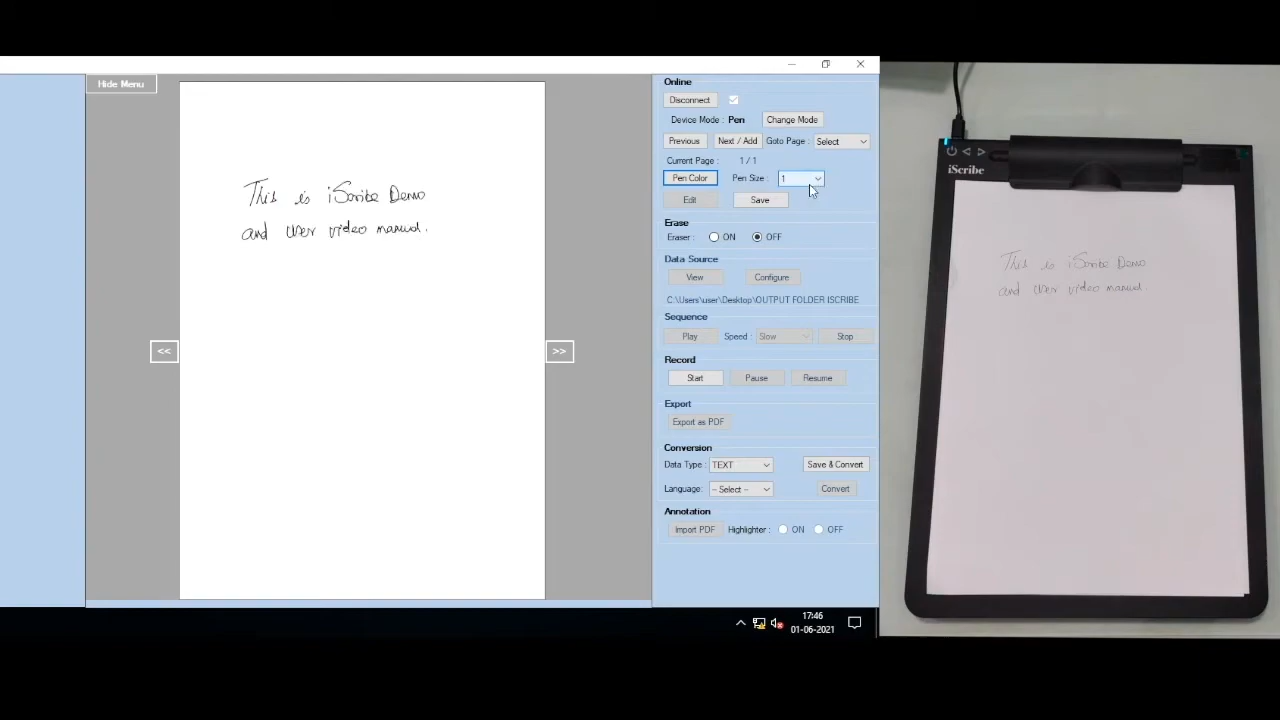 Hide Menu
This is iScribe Demo
and User video manual.
<<
>>
Online
Disconnect
Device Mode : Pen Change Mode
Previous Next / Add Goto Page : Select
Current Page : 1 / 1
Pen Color Pen Size : 1
Edit Save
Erase
Eraser : ON OFF
Data Source
View Configure
C:\Users\user\Desktop\OUTPUT FOLDER ISCRIBE
Sequence
Play Speed : Slow Stop
Record
Start Pause Resume
Export
Export as PDF
Conversion
Data Type : TEXT Save & Convert
Language: -- Select -- Convert
Annotation
Import PDF Highlighter : ON OFF
17:46
01-06-2021
iScribe
This is iScribe Demo
and User video manual.